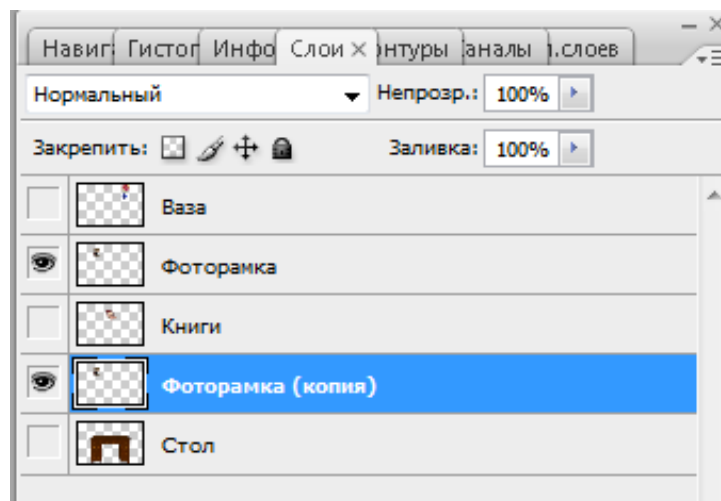 Навиг Гистог Инфо Слои × нтуры аналы л.слоев
Нормальный Непрозр.: 100%
Закрепить: Заливка: 100%
Ваза
Фоторамка
Книги
Фоторамка (копия)
Стол